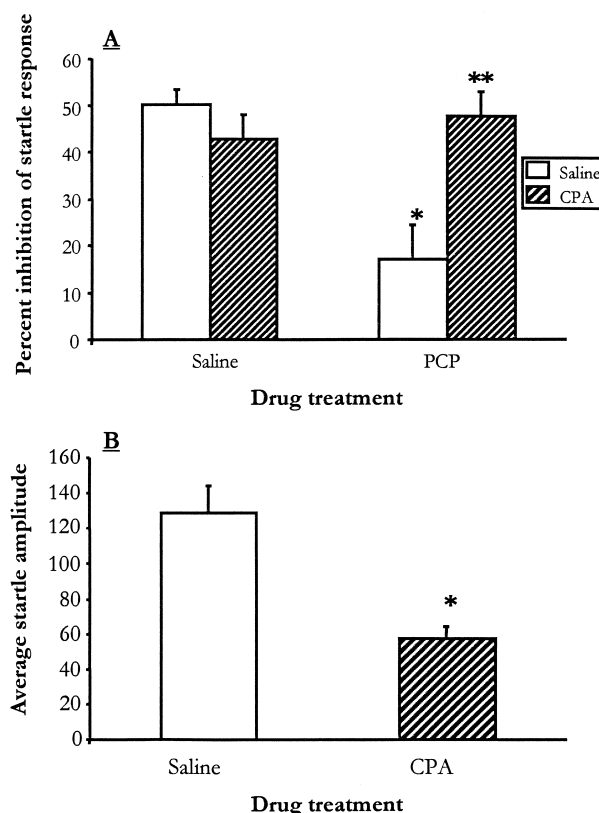 A
Percent inhibition of startle response
60
50
40
30
20
10
0
*
**
Saline
CPA
Saline
PCP
Drug treatment
B
Average startle amplitude
160
140
120
100
80
60
40
20
0
*
Saline
CPA
Drug treatment